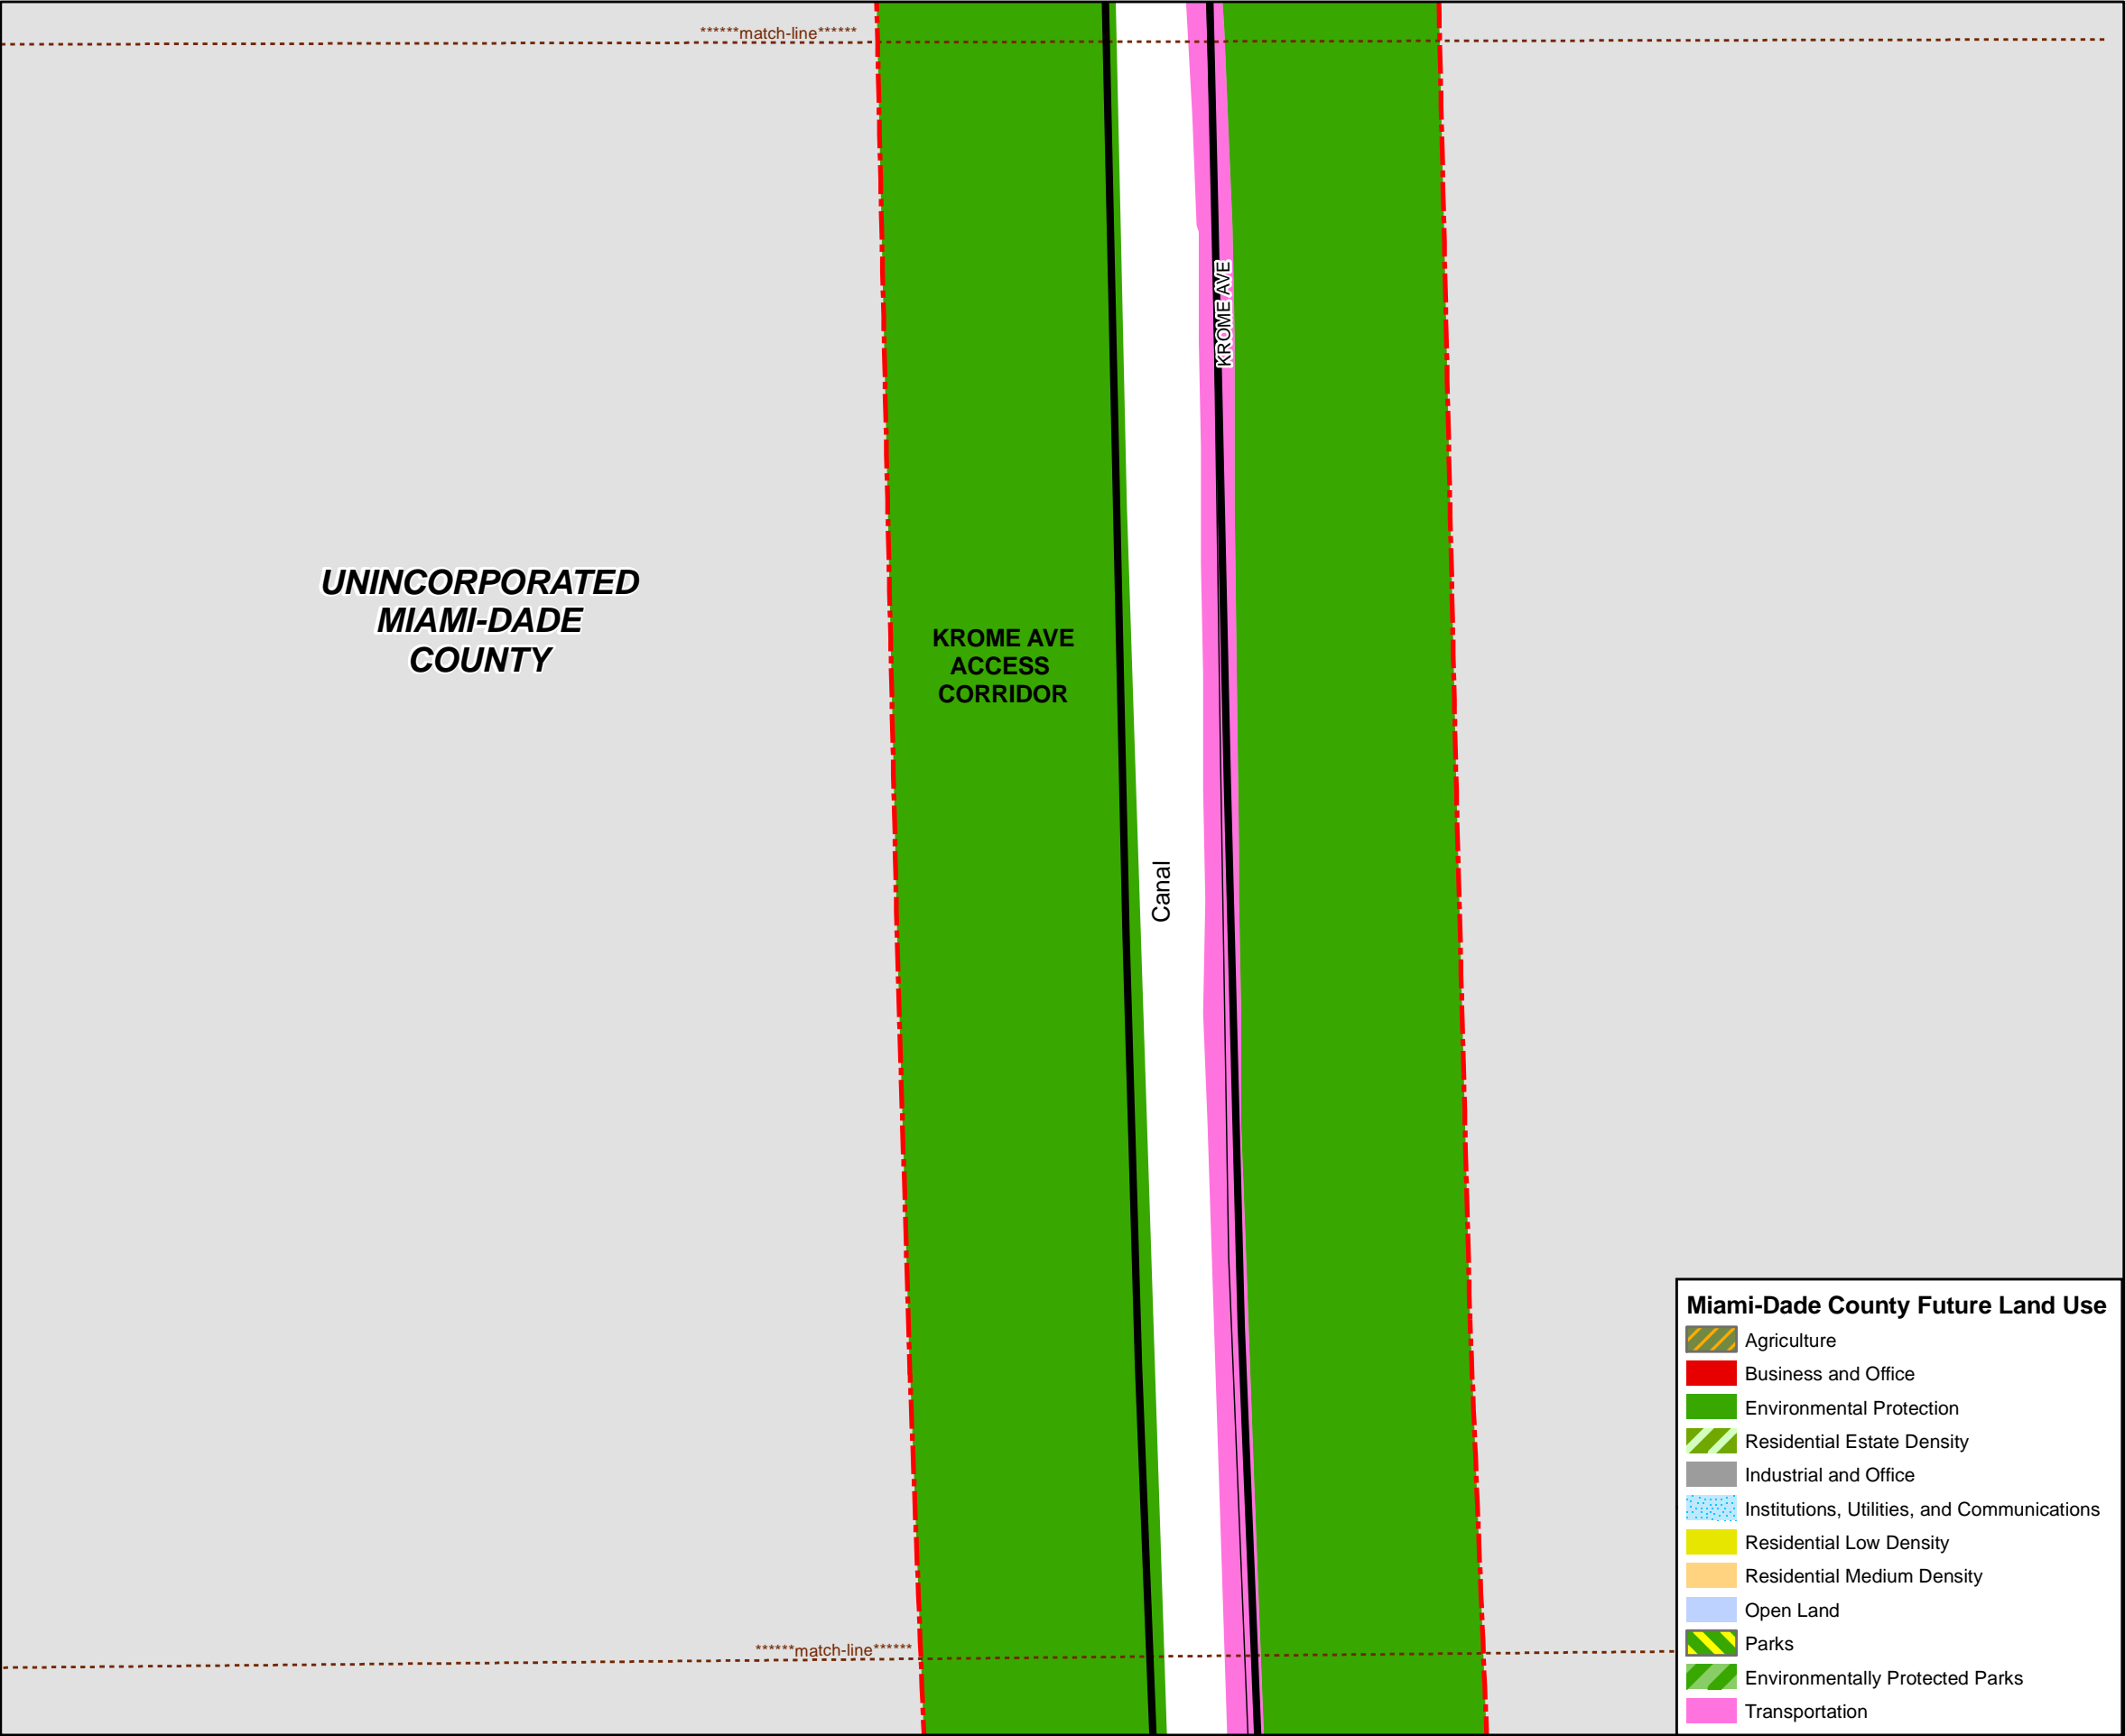 ******match-line******
KROME AVE
UNINCORPORATED
MIAMI-DADE
COUNTY
KROME AVE
ACCESS
CORRIDOR
Canal
******match-line******
Miami-Dade County Future Land Use
Agriculture
Business and Office
Environmental Protection
Residential Estate Density
Industrial and Office
Institutions, Utilities, and Communications
Residential Low Density
Residential Medium Density
Open Land
Parks
Environmentally Protected Parks
Transportation